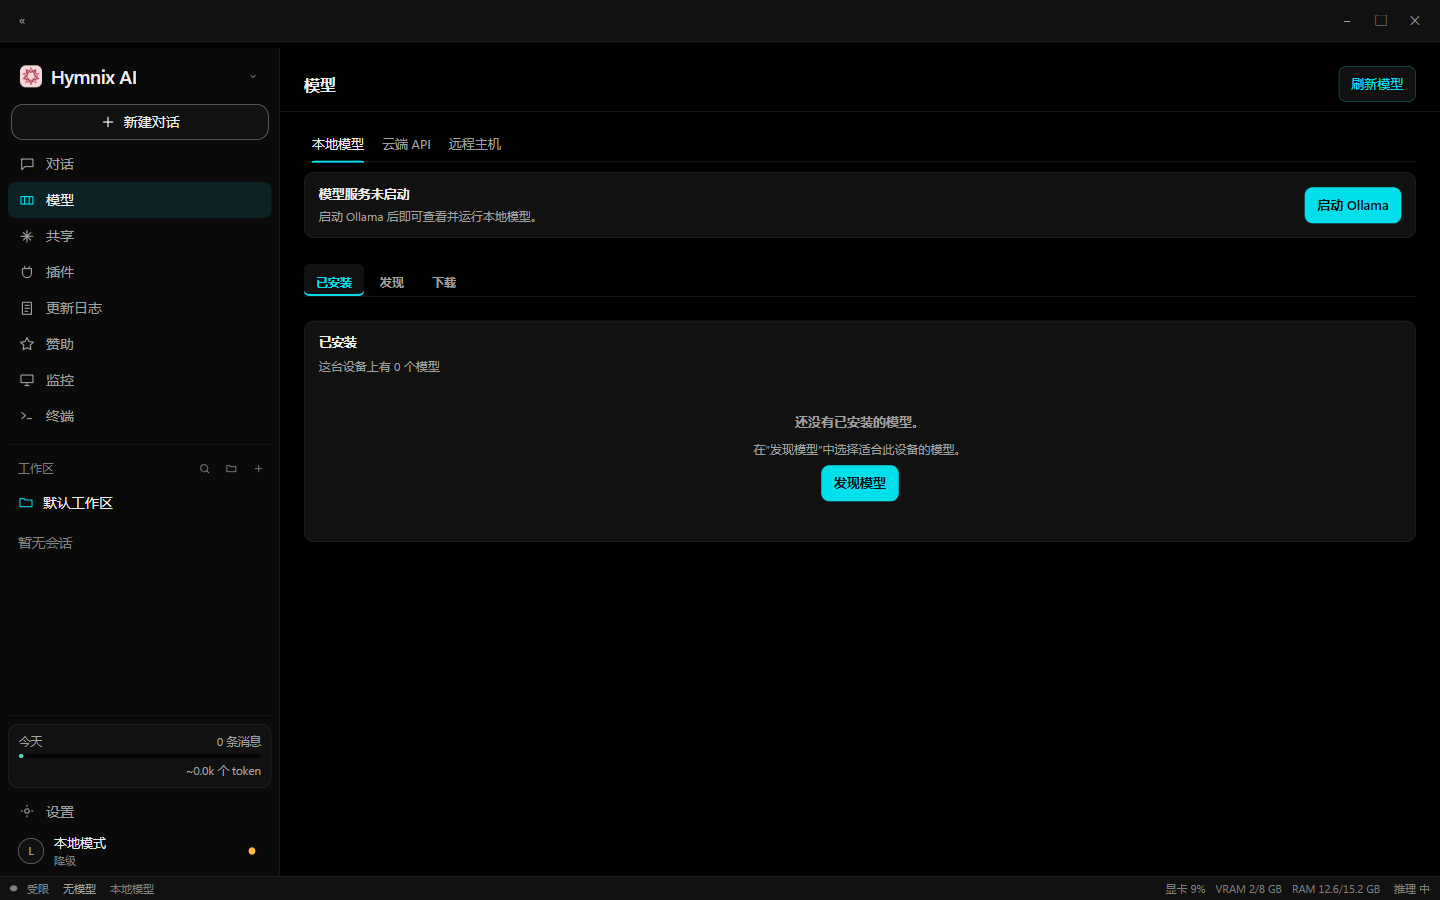 «
Hymnix AI
新建对话
对话
模型
共享
插件
更新日志
赞助
监控
终端
工作区
默认工作区
暂无会话
今天 0 条消息
~0.0k 个 token
设置
L 本地模式
降级
模型
刷新模型
本地模型 云端 API 远程主机
模型服务未启动
启动 Ollama 后即可查看并运行本地模型。
启动 Ollama
已安装 发现 下载
已安装
这台设备上有 0 个模型
还没有已安装的模型。
在"发现模型"中选择适合此设备的模型。
发现模型
受限 无模型 本地模型
显卡 9% VRAM 2/8 GB RAM 12.6/15.2 GB 推理 中